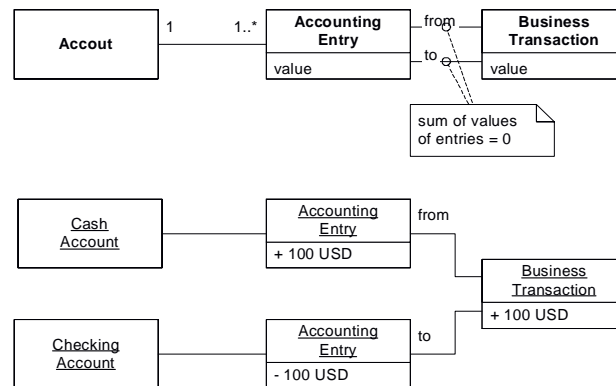 Accout
1
1..*
Accounting
Entry
value
from
to
Business
Transaction
value
sum of values
of entries = 0
Cash
Account
Accounting
Entry
+ 100 USD
from
Business
Transaction
+ 100 USD
Checking
Account
Accounting
Entry
- 100 USD
to